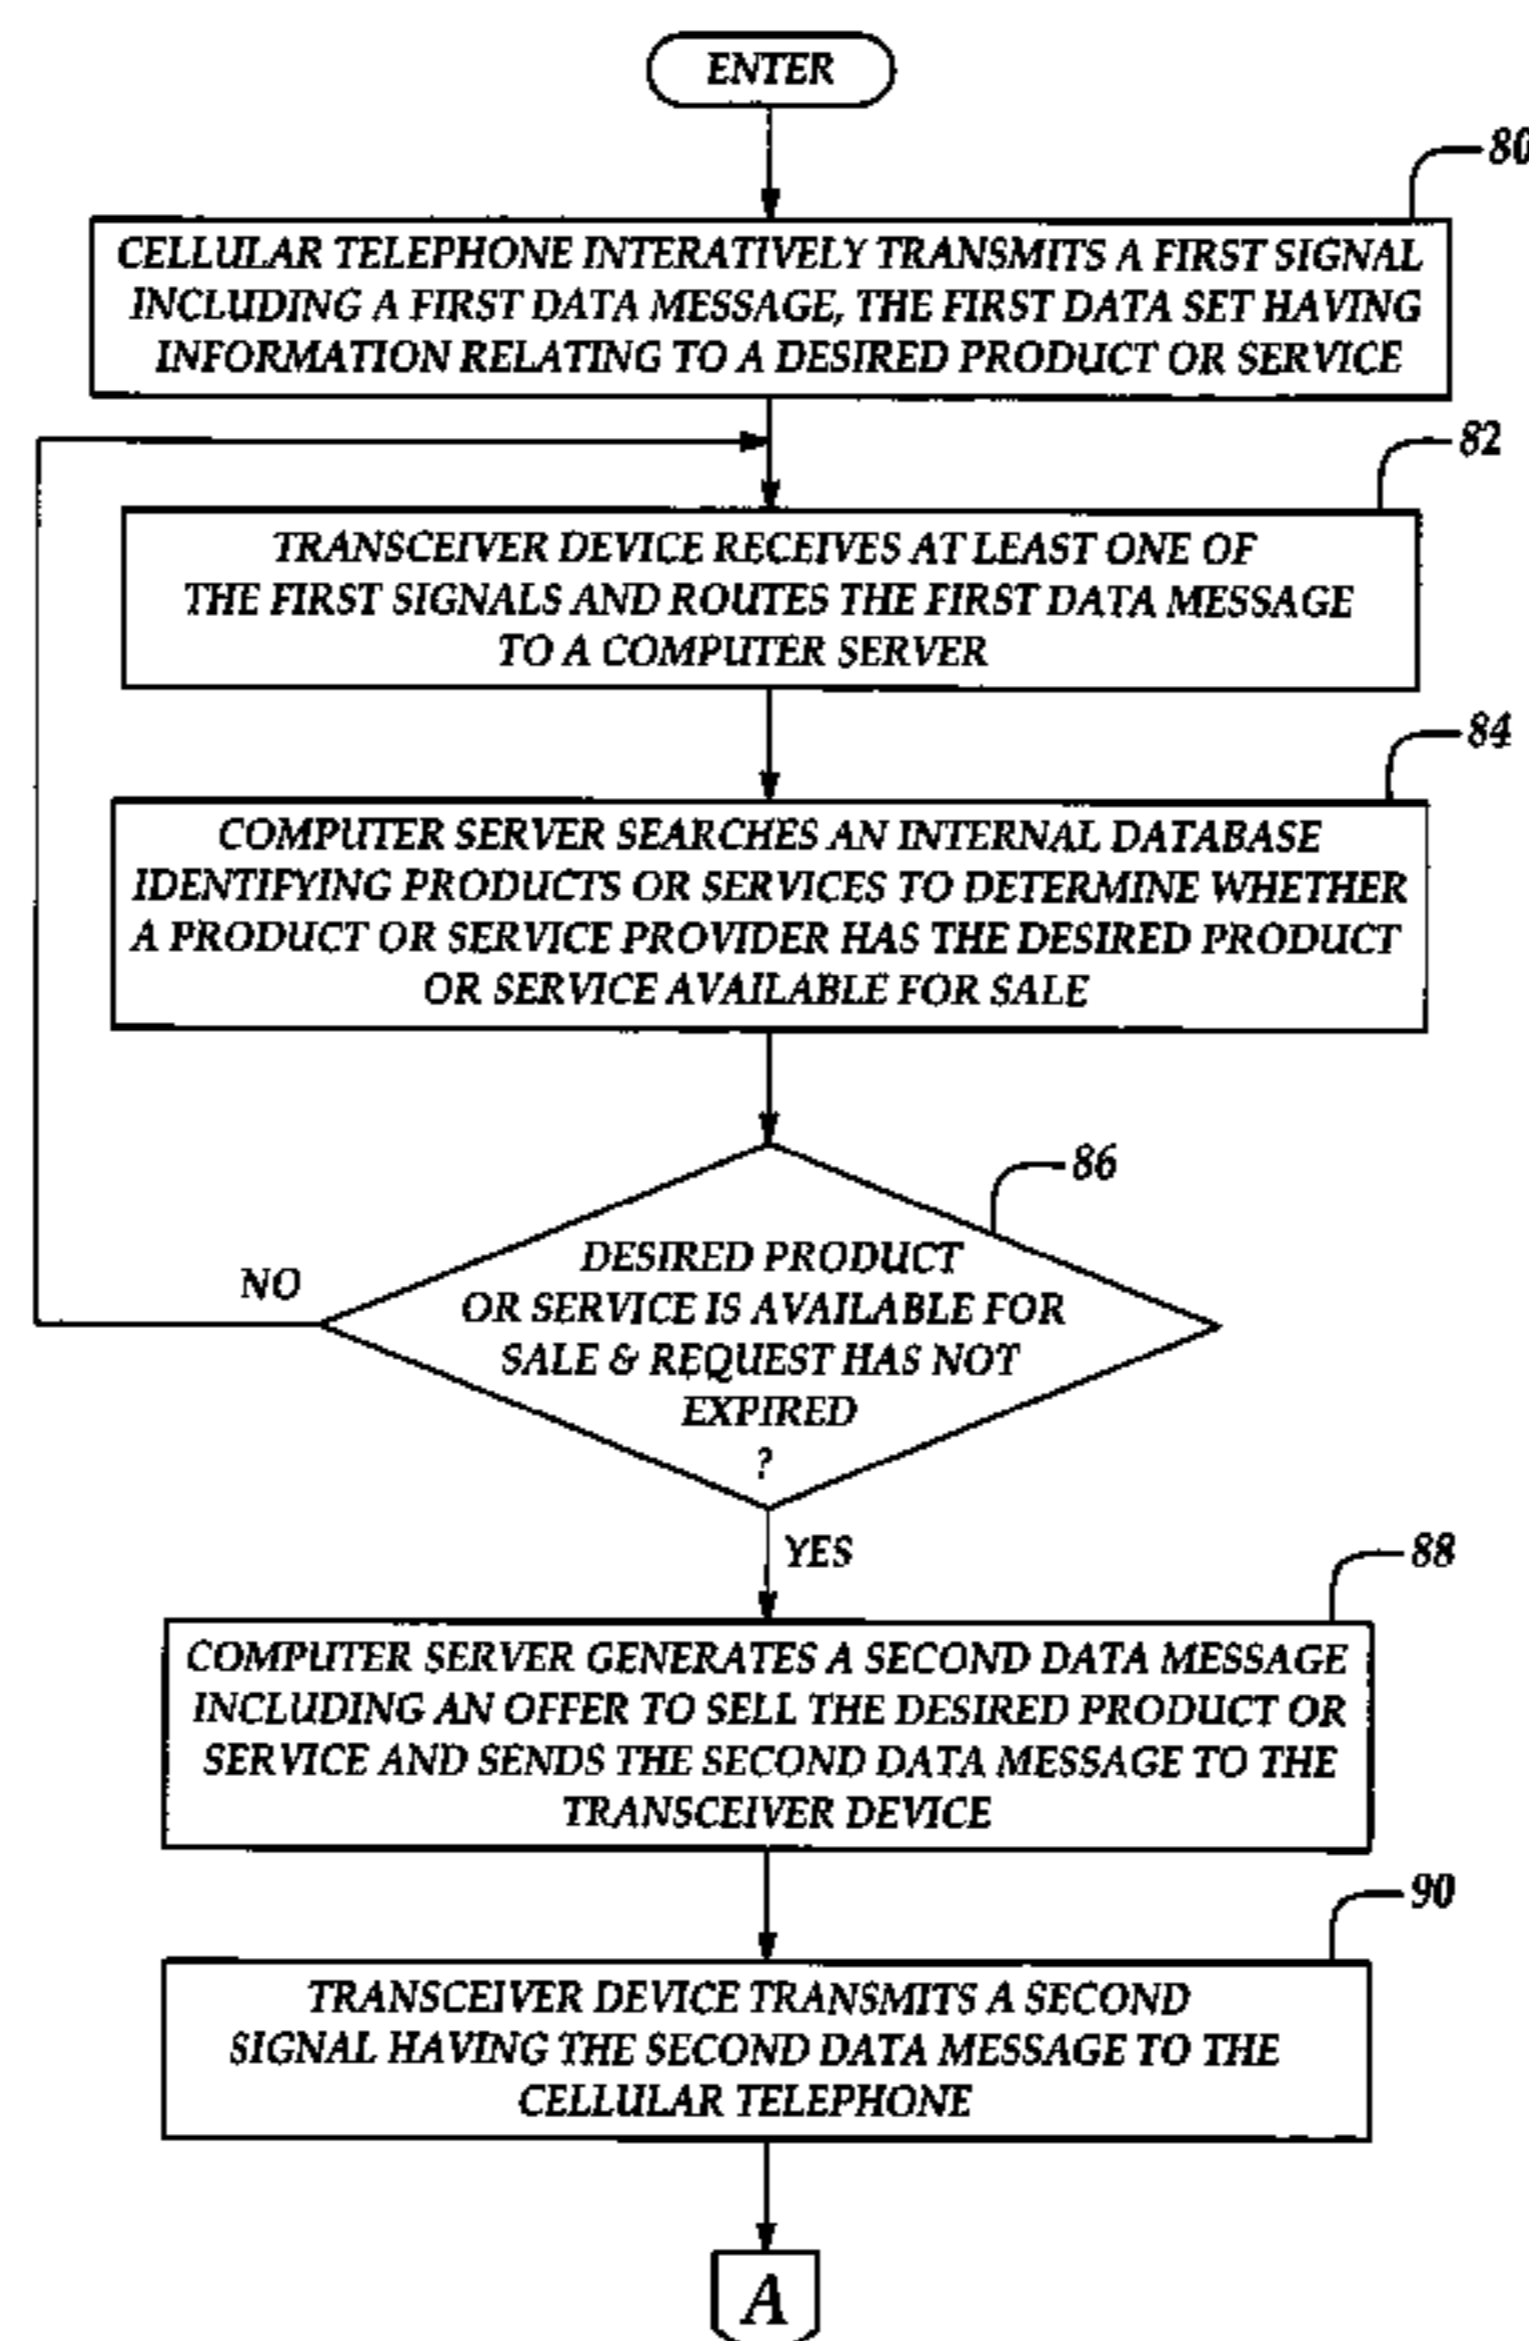 ENTER
80
CELLULAR TELEPHONE INTERATIVELY TRANSMITS A FIRST SIGNAL
INCLUDING A FIRST DATA MESSAGE, THE FIRST DATA SET HAVING
INFORMATION RELATING TO A DESIRED PRODUCT OR SERVICE
82
TRANSCEIVER DEVICE RECEIVES AT LEAST ONE OF
THE FIRST SIGNALS AND ROUTES THE FIRST DATA MESSAGE
TO A COMPUTER SERVER
84
COMPUTER SERVER SEARCHES AN INTERNAL DATABASE
IDENTIFYING PRODUCTS OR SERVICES TO DETERMINE WHETHER
A PRODUCT OR SERVICE PROVIDER HAS THE DESIRED PRODUCT
OR SERVICE AVAILABLE FOR SALE
86
DESIRED PRODUCT
OR SERVICE IS AVAILABLE FOR
SALE & REQUEST HAS NOT
EXPIRED
?
NO
YES
88
COMPUTER SERVER GENERATES A SECOND DATA MESSAGE
INCLUDING AN OFFER TO SELL THE DESIRED PRODUCT OR
SERVICE AND SENDS THE SECOND DATA MESSAGE TO THE
TRANSCEIVER DEVICE
90
TRANSCEIVER DEVICE TRANSMITS A SECOND
SIGNAL HAVING THE SECOND DATA MESSAGE TO THE
CELLULAR TELEPHONE
A